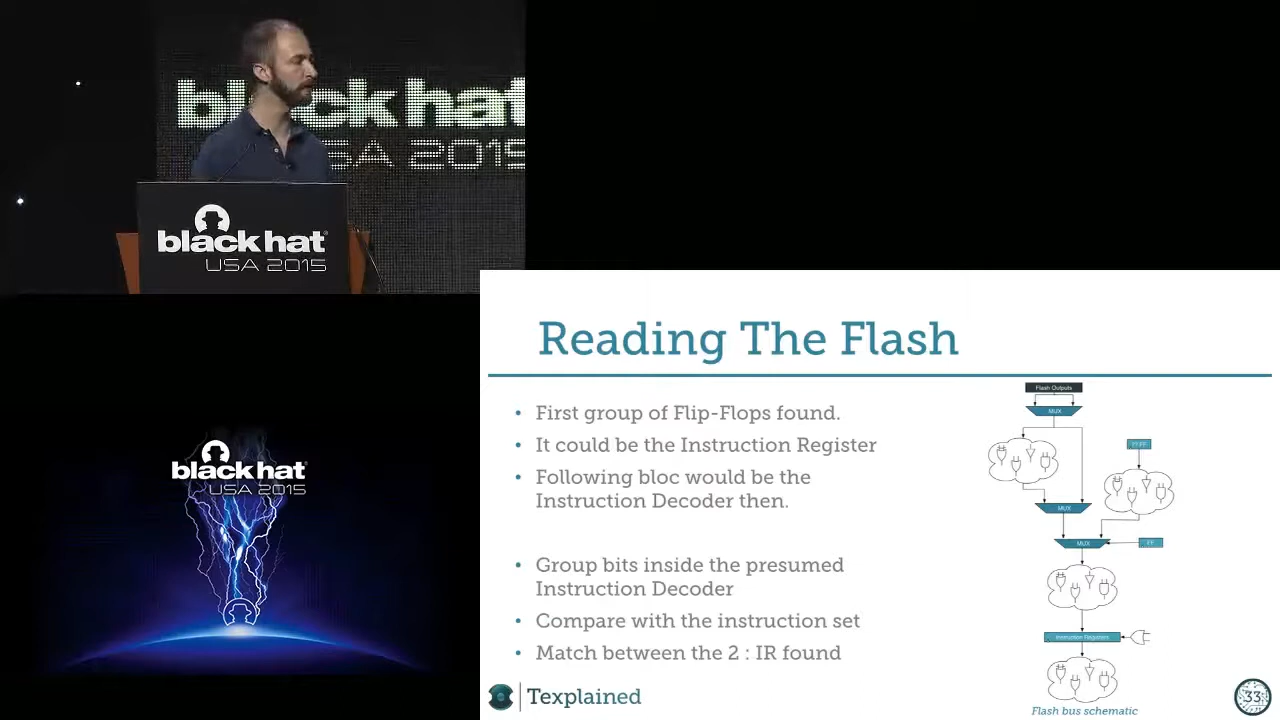 black hat
USA 2015
black hat
USA 2015
black hat
USA 2015
Reading The Flash
• First group of Flip-Flops found.
• It could be the Instruction Register
• Following bloc would be the
Instruction Decoder then.
• Group bits inside the presumed
Instruction Decoder
• Compare with the instruction set
• Match between the 2 : IR found
Flash Outputs
MUX
MUX
MUX
FF
Instruction Registers
Flash bus schematic
Texplained
33